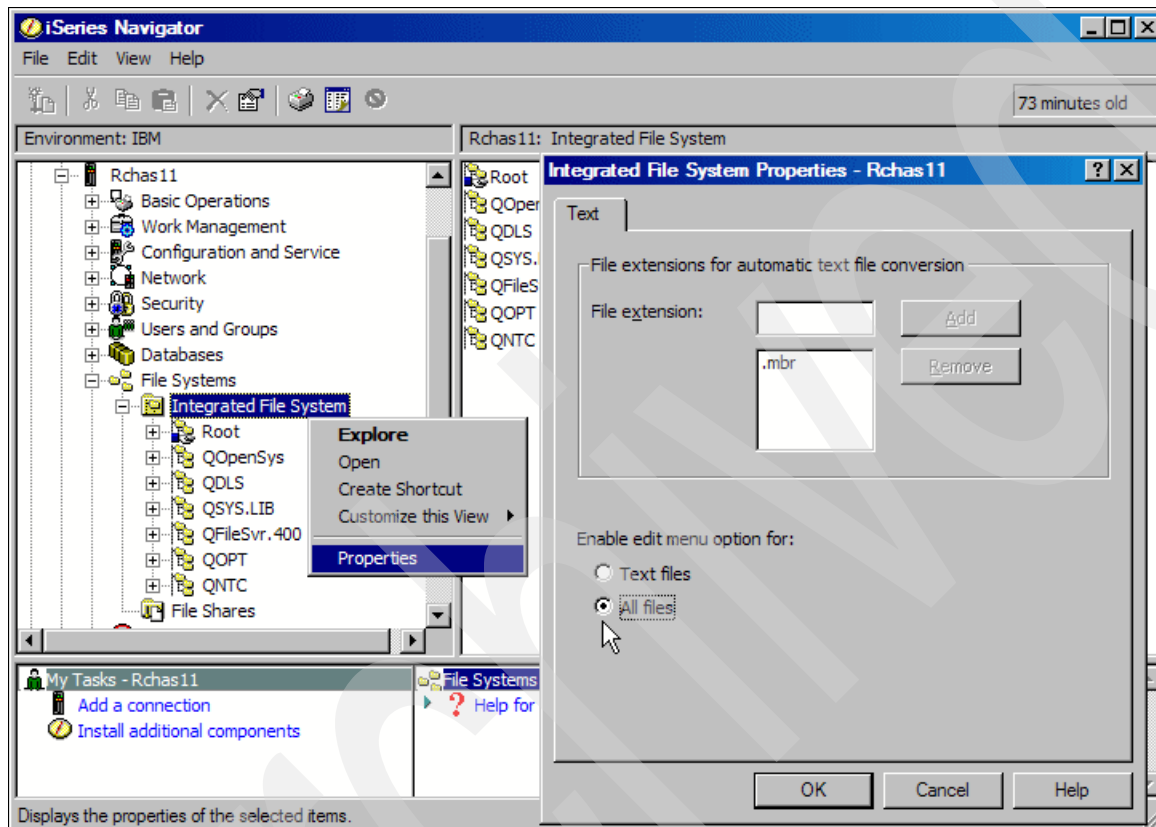 iSeries Navigator
File Edit View Help
73 minutes old
Environment: IBM
Rchas11: Integrated File System
Rchas11
Basic Operations
Work Management
Configuration and Service
Network
Security
Users and Groups
Databases
File Systems
Integrated File System
Root
QOpenSys
QDLS
QSYS.LIB
QFileSvr.400
QOPT
QNTC
File Shares
Explore
Open
Create Shortcut
Customize this View
Properties
Root
QOper
QDLS
QSYS.
QFileS
QOPT
QNTC
Integrated File System Properties - Rchas11
Text
File extensions for automatic text file conversion
File extension:
Add
.mbr
Remove
Enable edit menu option for:
Text files
All files
OK Cancel Help
My Tasks - Rchas11
Add a connection
Install additional components
File Systems
Help for
Displays the properties of the selected items.